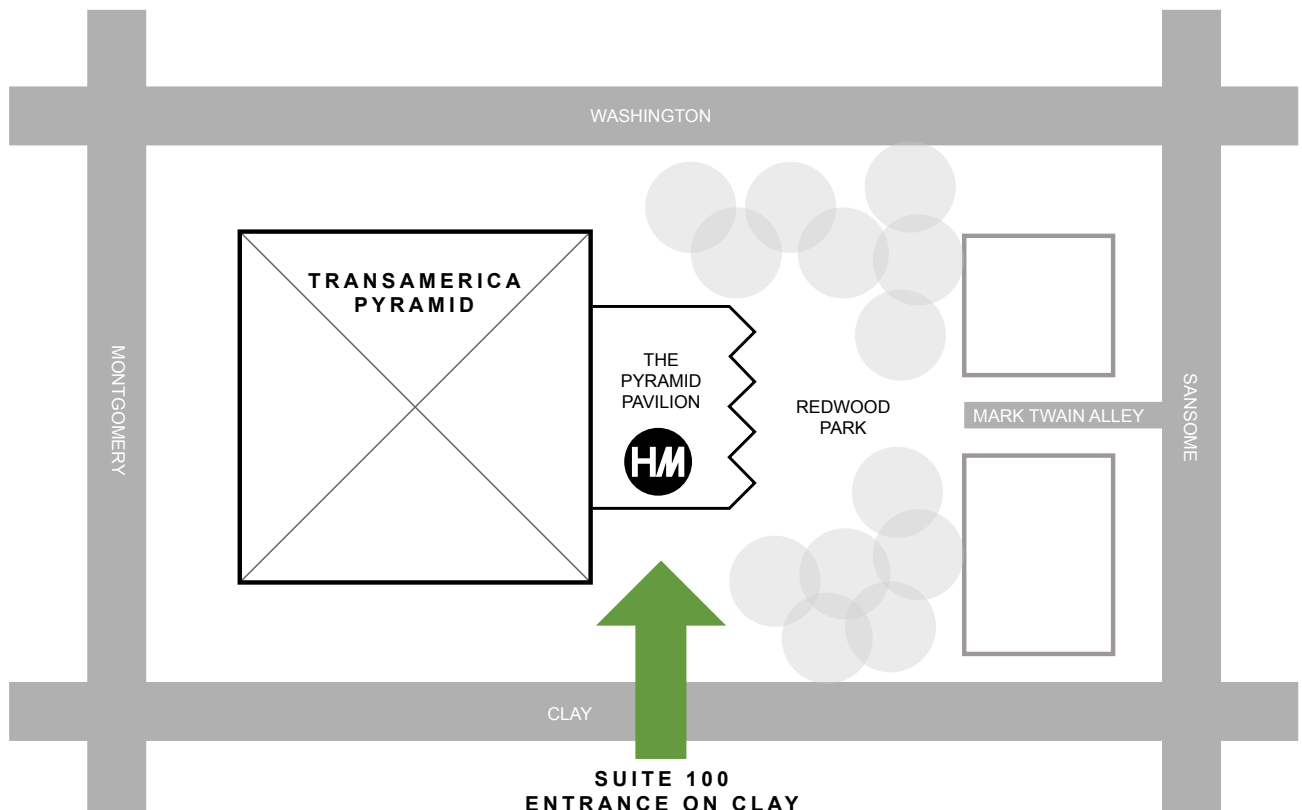 WASHINGTON
TRANSAMERICA
PYRAMID
MONTGOMERY
THE
PYRAMID
PAVILION
HM
REDWOOD
PARK
MARK TWAIN ALLEY
SANSOME
CLAY
SUITE 100
ENTRANCE ON CLAY